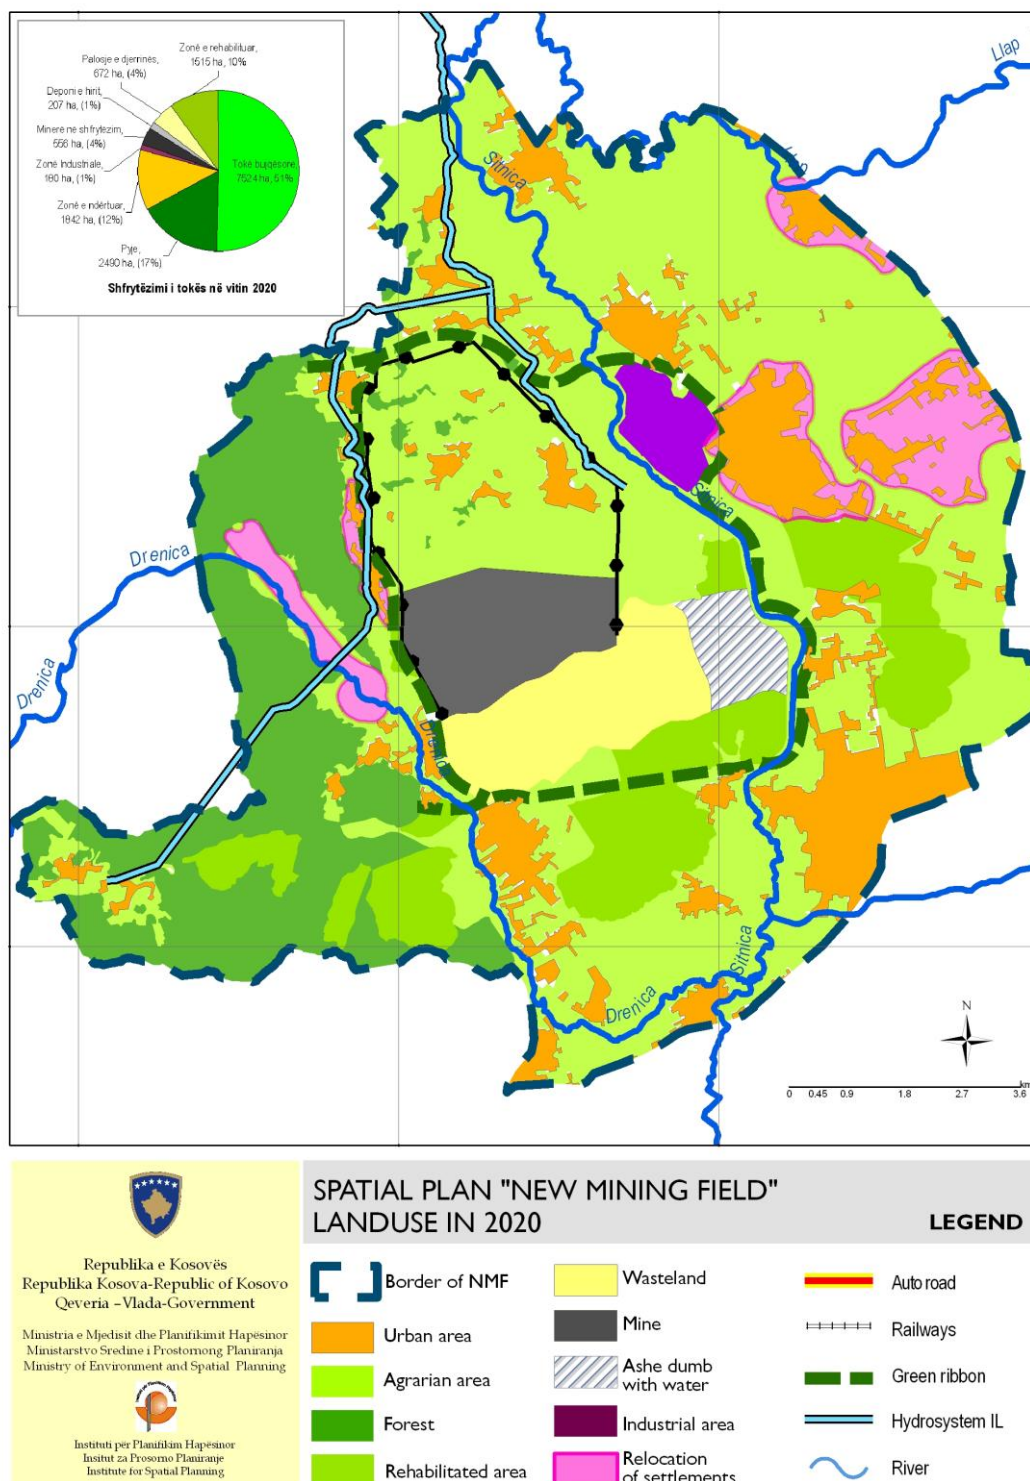 Zonë e rehabilituar,
1515 ha, 10%
Palosje e djerrinës,
672 ha, (4%)
Deponi e hirit,
207 ha, (1%)
Minere ne shfrytezim,
556 ha, (4%)
Zonë Industriale,
180 ha, (1%)
Zonë e ndërtuar,
1842 ha, (12%)
Pyje,
2490 ha, (17%)
Tokë bujqësore,
7524 ha, 51%
Shfrytëzimi i tokës në vitin 2020
Llap
Llap
Sitnica
Sitnica
Drenica
Drenica
Drenica
Sitnica
Drenica
N
km
0 0.45 0.9 1.8 2.7 3.6
Republika e Kosovës
Republika Kosova-Republic of Kosovo
Qeveria –Vlada-Government
Ministria e Mjedisit dhe Planifikimit Hapësinor
Ministarstvo Sredine i Prostornong Planiranja
Ministry of Environment and Spatial Planning
Instituti për Planifikim Hapësinor
Insitut za Prosorno Planiranje
Institute for Spatial Planning
SPATIAL PLAN "NEW MINING FIELD"
LANDUSE IN 2020
LEGEND
Border of NMF
Urban area
Agrarian area
Forest
Rehabilitated area
Wasteland
Mine
Ashe dump
with water
Industrial area
Relocation
of settlements
Auto road
Railways
Green ribbon
Hydrosystem IL
River